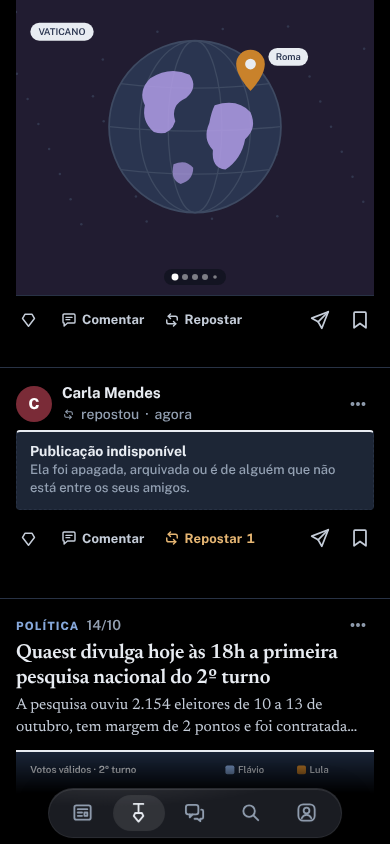 VATICANO
Roma
Comentar
Repostar
C
Carla Mendes
repostou · agora
Publicação indisponível
Ela foi apagada, arquivada ou é de alguém que não
está entre os seus amigos.
Comentar
Repostar 1
POLÍTICA 14/10
Quaest divulga hoje às 18h a primeira
pesquisa nacional do 2º turno
A pesquisa ouviu 2.154 eleitores de 10 a 13 de
outubro, tem margem de 2 pontos e foi contratada…
Votos válidos · 2º turno
Flávio
Lula